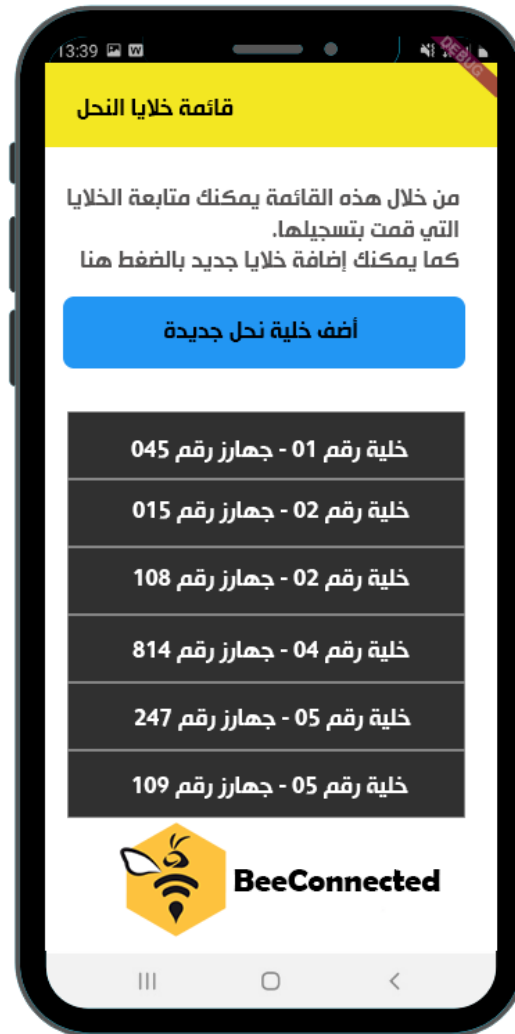 13:39
DEBUG
قائمة خلايا النحل
من خلال هذه القائمة يمكنك متابعة الخلايا
التي قمت بتسجيلها.
كما يمكنك إضافة خلايا جديد بالضغط هنا
أضف خلية نحل جديدة
خلية رقم 01 - جهارز رقم 045
خلية رقم 02 - جهارز رقم 015
خلية رقم 02 - جهارز رقم 108
خلية رقم 04 - جهارز رقم 814
خلية رقم 05 - جهارز رقم 247
خلية رقم 05 - جهارز رقم 109
BeeConnected